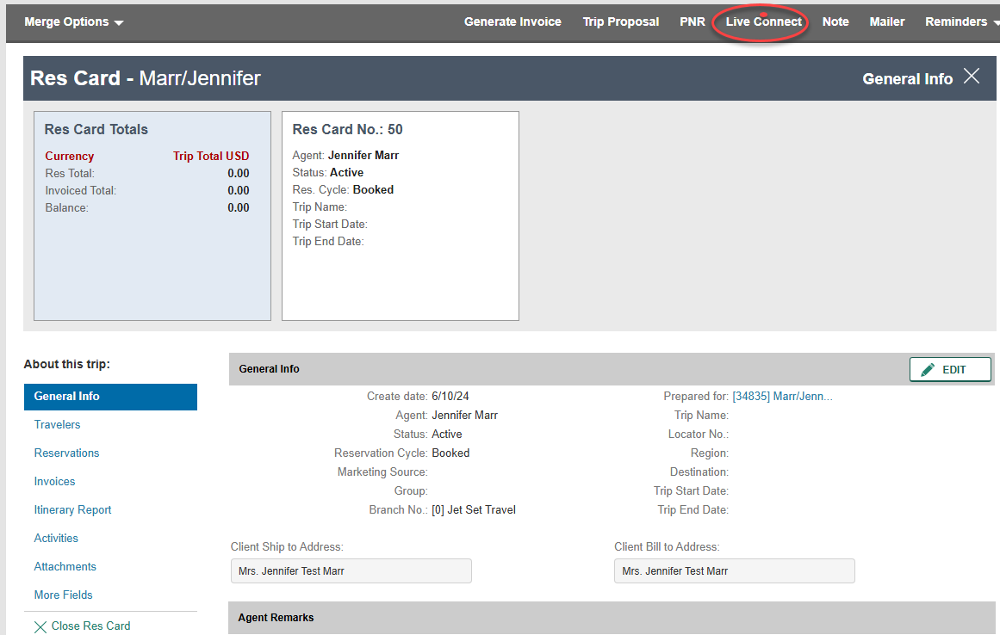 Merge Options Generate Invoice Trip Proposal PNR Live Connect Note Mailer Reminders
Res Card - Marr/Jennifer General Info
Res Card Totals
Currency Trip Total USD
Res Total: 0.00
Invoiced Total: 0.00
Balance: 0.00
Res Card No.: 50
Agent: Jennifer Marr
Status: Active
Res. Cycle: Booked
Trip Name:
Trip Start Date:
Trip End Date:
About this trip:
General Info
Travelers
Reservations
Invoices
Itinerary Report
Activities
Attachments
More Fields
Close Res Card
General Info EDIT
Create date: 6/10/24
Agent: Jennifer Marr
Status: Active
Reservation Cycle: Booked
Marketing Source:
Group:
Branch No.: [0] Jet Set Travel
Prepared for: [34835] Marr/Jenn...
Trip Name:
Locator No.:
Region:
Destination:
Trip Start Date:
Trip End Date:
Client Ship to Address:
Mrs. Jennifer Test Marr
Client Bill to Address:
Mrs. Jennifer Test Marr
Agent Remarks